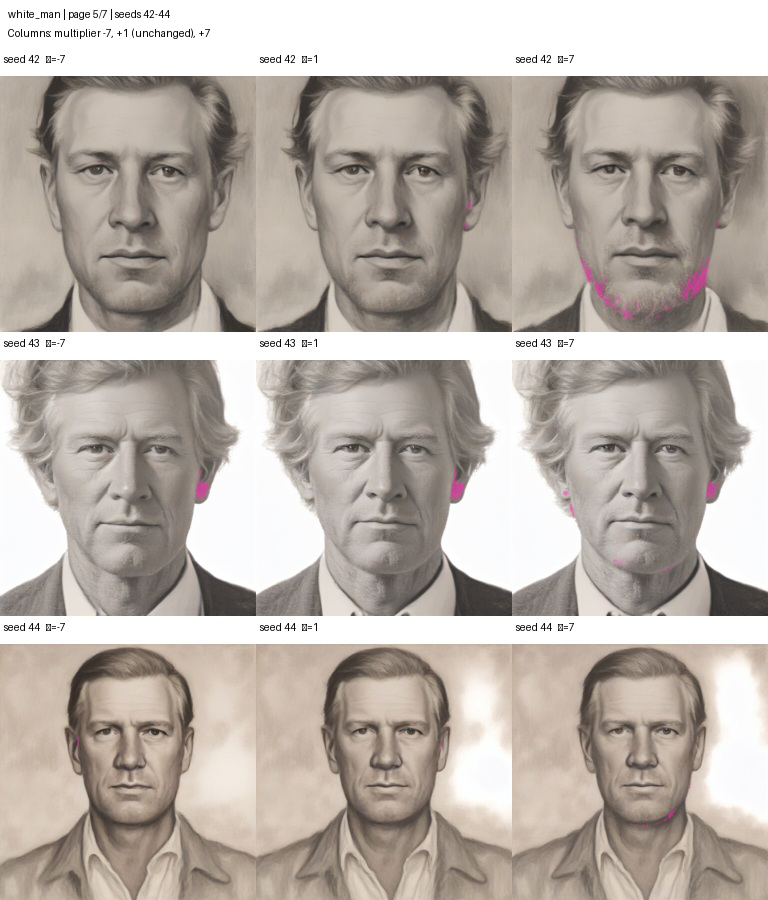 white_man | page 5/7 | seeds 42-44
Columns: multiplier -7, +1 (unchanged), +7
seed 42 □=-7
seed 42 □=1
seed 42 □=7
seed 43 □=-7
seed 43 □=1
seed 43 □=7
seed 44 □=-7
seed 44 □=1
seed 44 □=7